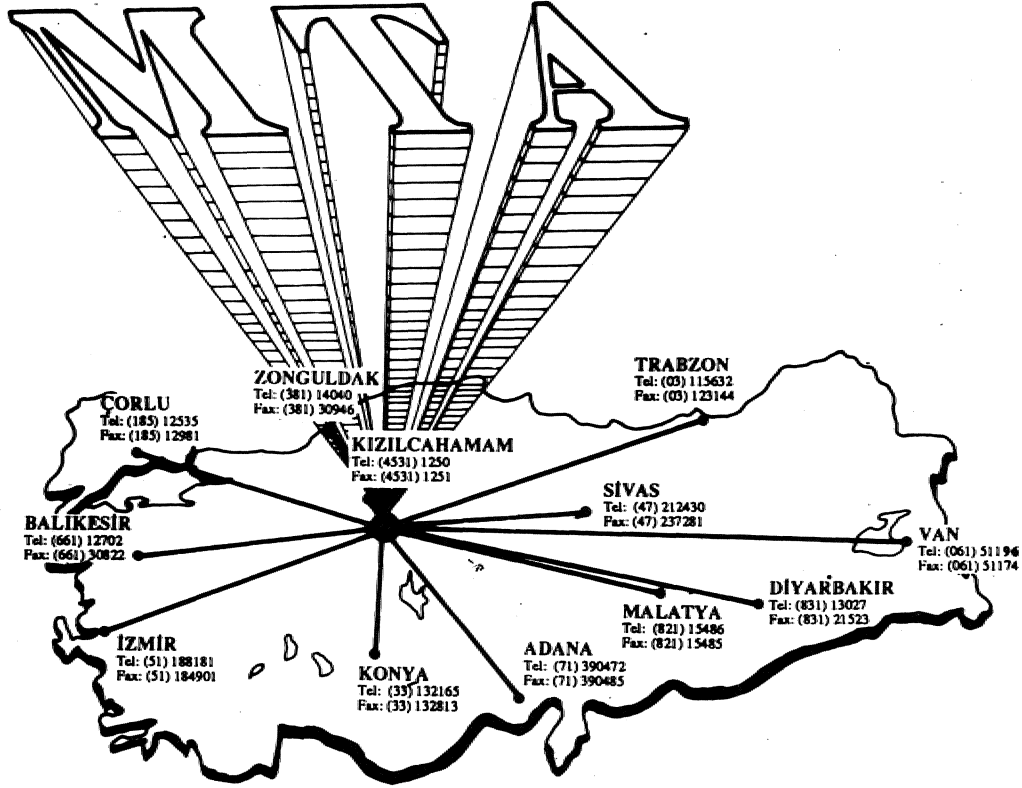 MTA
ZONGULDAK
Tel: (381) 14040
Fax: (381) 30946
TRABZON
Tel: (03) 115632
Fax: (03) 123144
ÇORLU
Tel: (185) 12535
Fax: (185) 12981
KIZILCAHAMAM
Tel: (4531) 1250
Fax: (4531) 1251
SİVAS
Tel: (47) 212430
Fax: (47) 237281
BALIKESİR
Tel: (661) 12702
Fax: (661) 30822
VAN
Tel: (061) 51196
Fax: (061) 51174
DİYARBAKIR
Tel: (831) 13027
Fax: (831) 21523
MALATYA
Tel: (821) 15486
Fax: (821) 15485
İZMİR
Tel: (51) 188181
Fax: (51) 184901
ADANA
Tel: (71) 390472
Fax: (71) 390485
KONYA
Tel: (33) 132165
Fax: (33) 132813